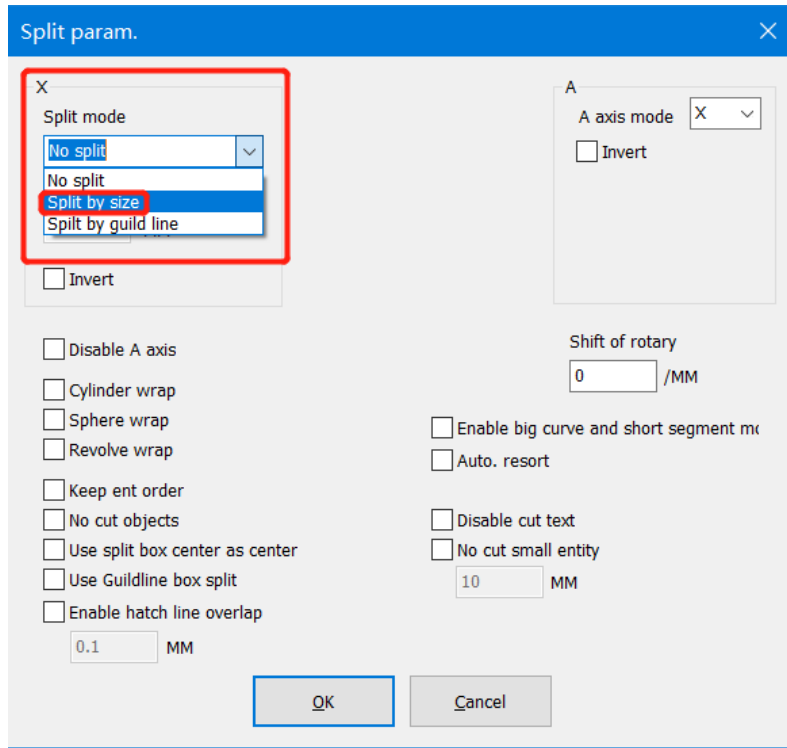 Split param.
X
Split mode
No split
No split
Split by size
Spilt by guild line
Invert
A
A axis mode X
Invert
Disable A axis
Cylinder wrap
Sphere wrap
Revolve wrap
Keep ent order
No cut objects
Use split box center as center
Use Guildline box split
Enable hatch line overlap
0.1 MM
Shift of rotary
0 /MM
Enable big curve and short segment
Auto. resort
Disable cut text
No cut small entity
10 MM
OK
Cancel